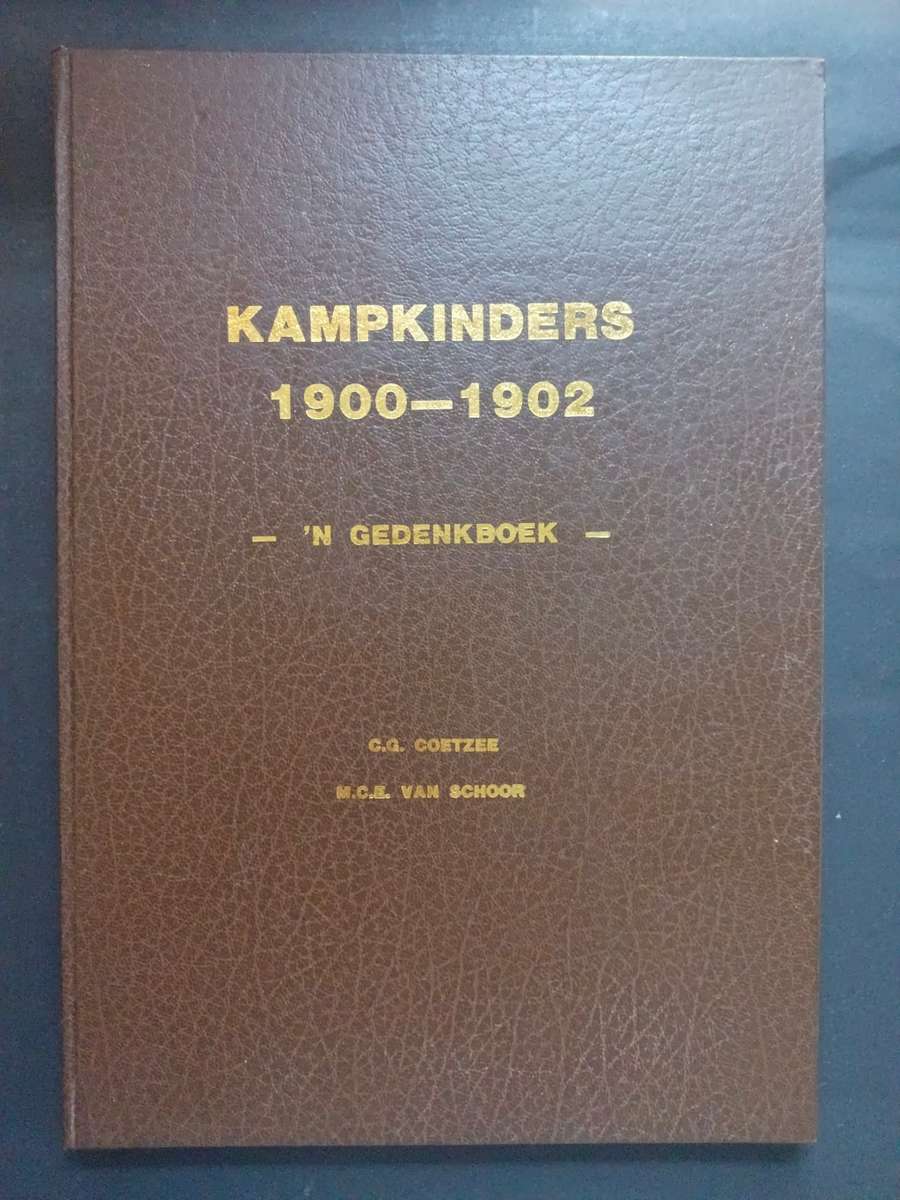 KAMPKINDERS
1900—1902
— 'N GEDENKBOEK —
C.G. COETZEE
M.C.E. VAN SCHOOR